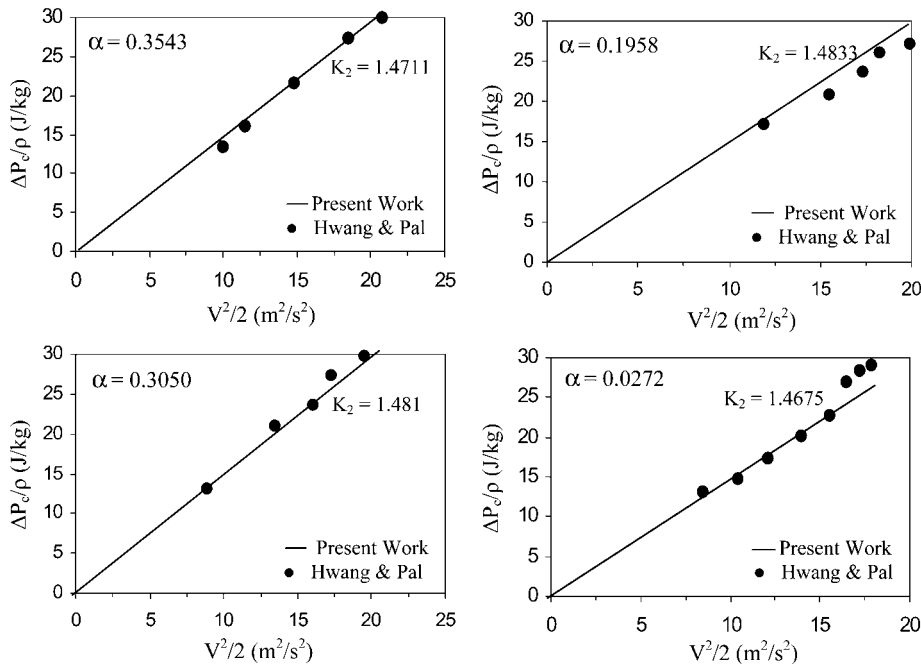 30
25
20
15
10
5
0
ΔP_c/ρ (J/kg)
α = 0.3543
K₂ = 1.4711
Present Work
Hwang & Pal
0 5 10 15 20 25
V²/2 (m²/s²)
30
25
20
15
10
5
0
ΔP_c/ρ (J/kg)
α = 0.1958
K₂ = 1.4833
Present Work
Hwang & Pal
0 5 10 15 20
V²/2 (m²/s²)
30
25
20
15
10
5
0
ΔP_c/ρ (J/kg)
α = 0.3050
K₂ = 1.481
Present Work
Hwang & Pal
0 5 10 15 20 25
V²/2 (m²/s²)
30
25
20
15
10
5
0
ΔP_c/ρ (J/kg)
α = 0.0272
K₂ = 1.4675
Present Work
Hwang & Pal
0 5 10 15 20
V²/2 (m²/s²)